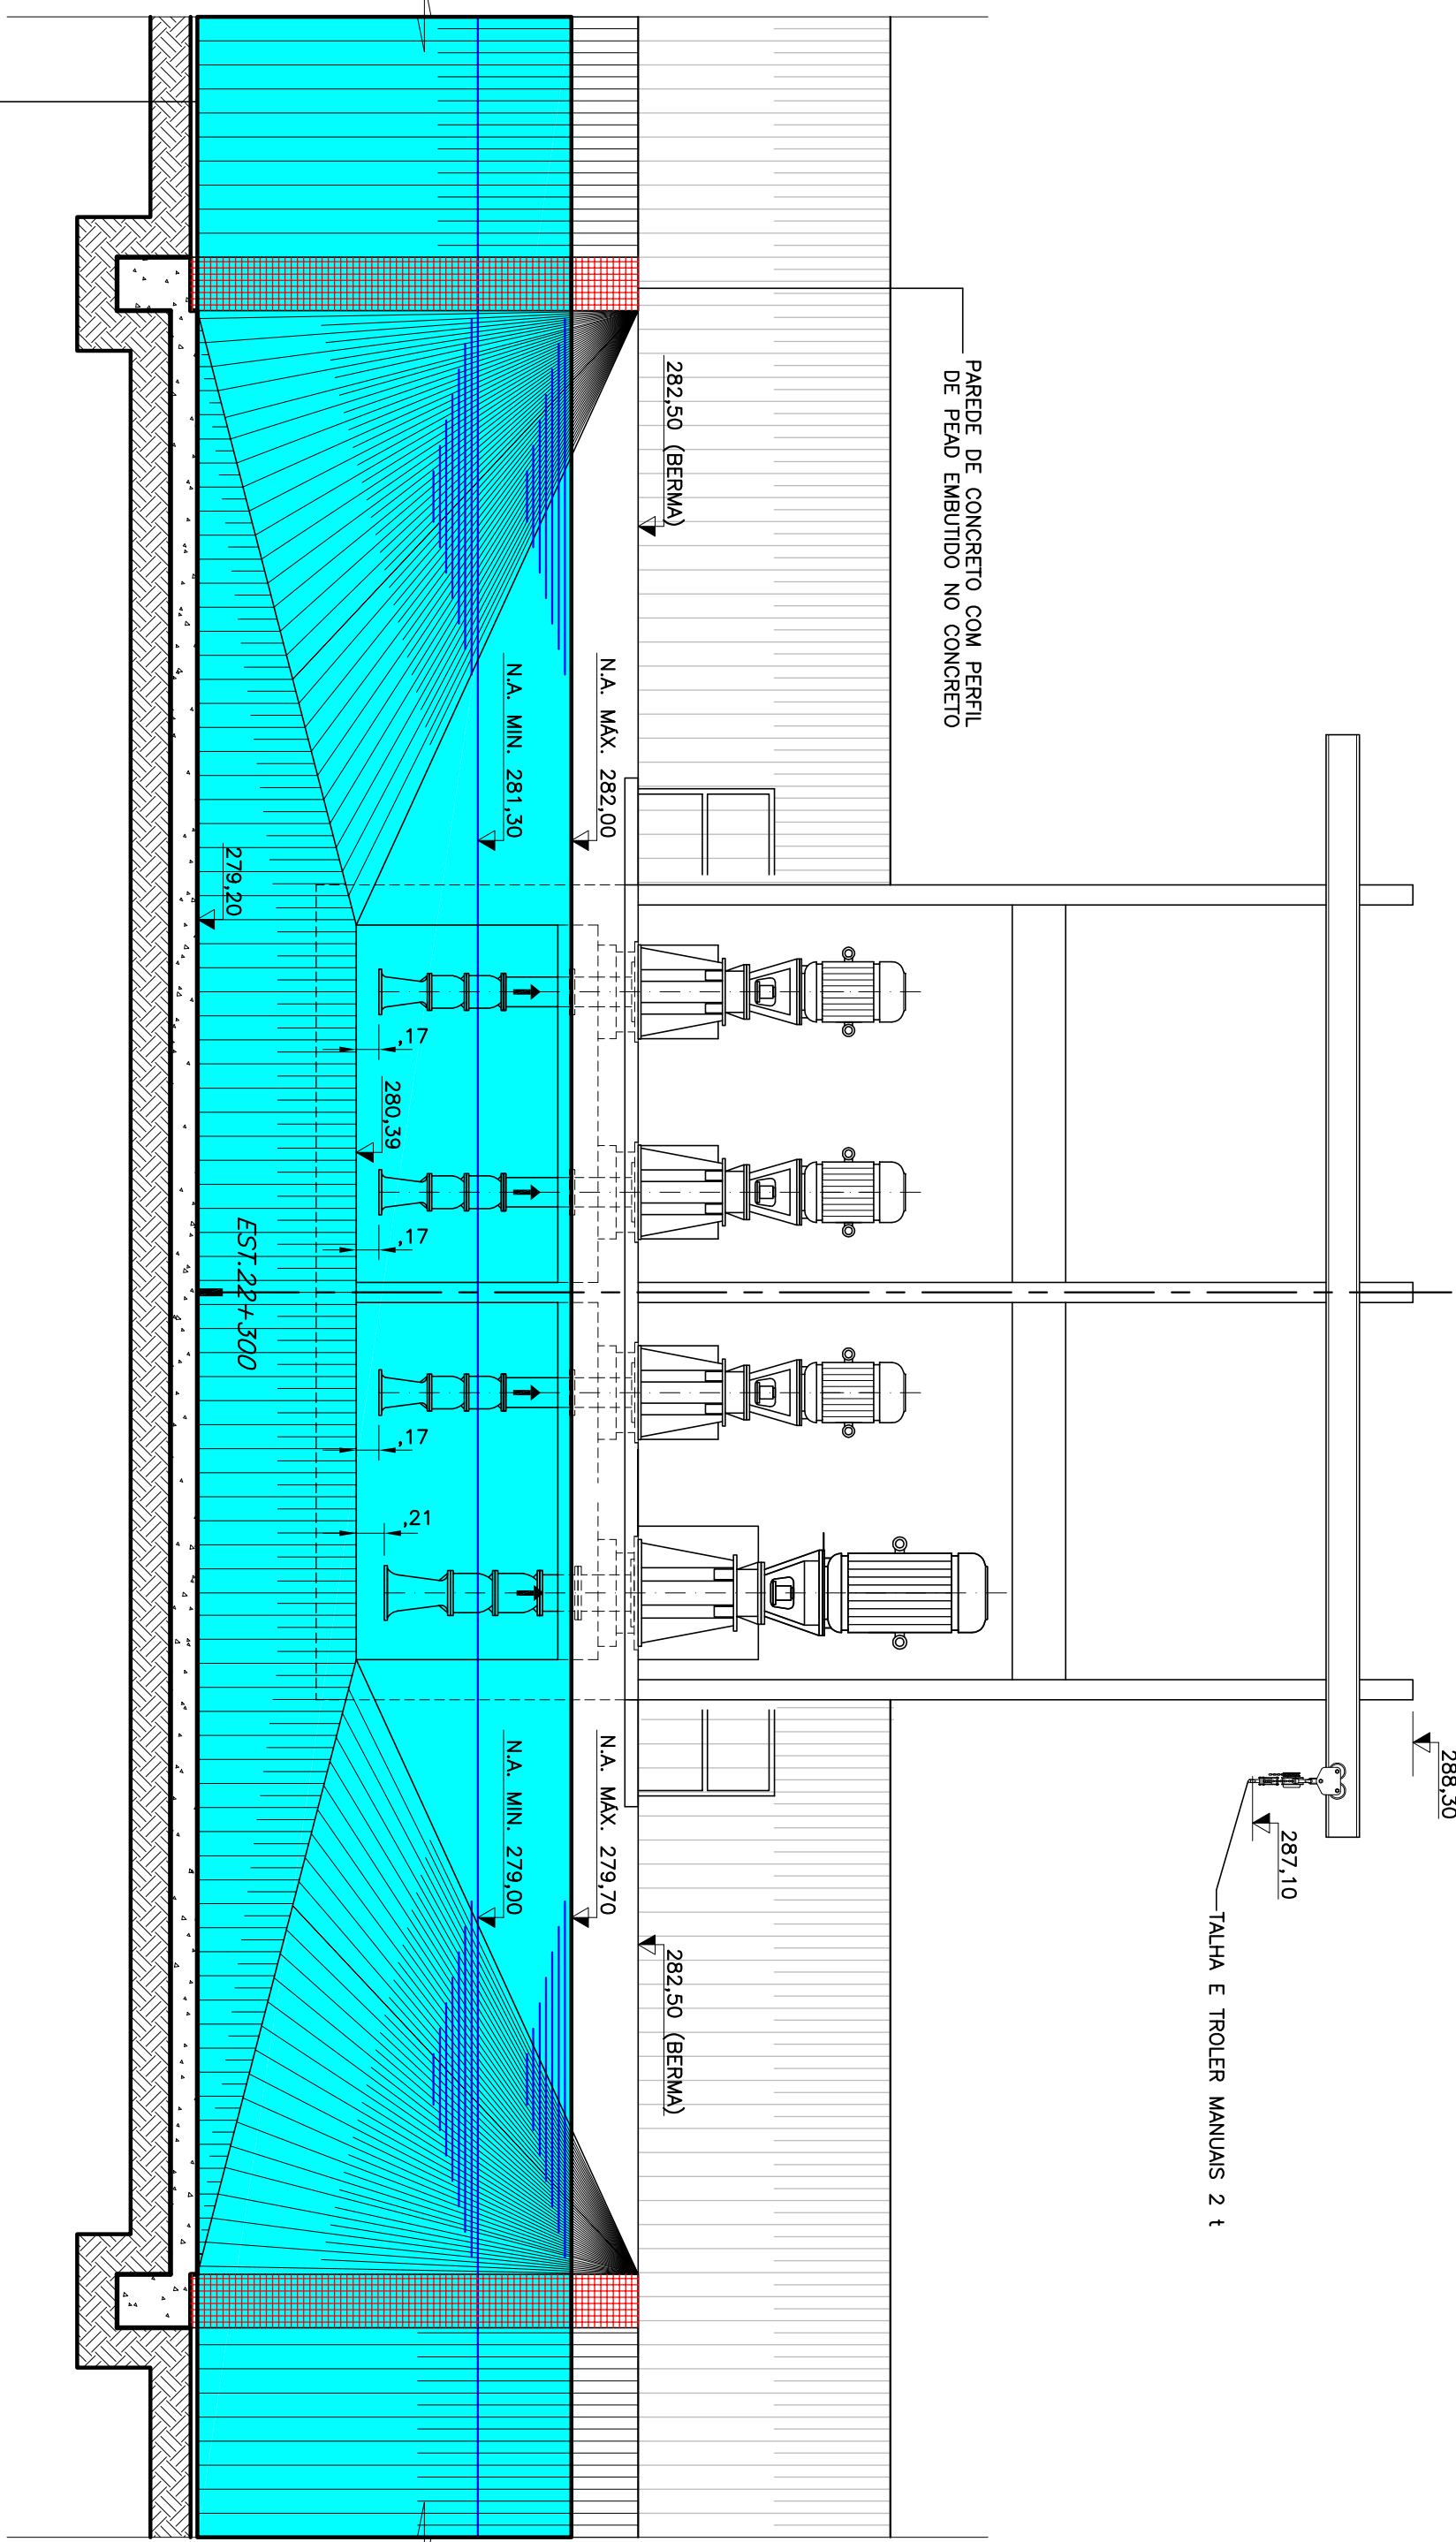 288,30
287,10
TALHA E TROLER MANUAIS 2 t
PAREDE DE CONCRETO COM PERFIL
DE PEAD EMBUTIDO NO CONCRETO
282,50 (BERMA)
282,50 (BERMA)
N.A. MÁX. 282,00
N.A. MÁX. 279,70
N.A. MIN. 281,30
N.A. MIN. 279,00
,17
,17
,17
,21
280,39
279,20
EST.22+300